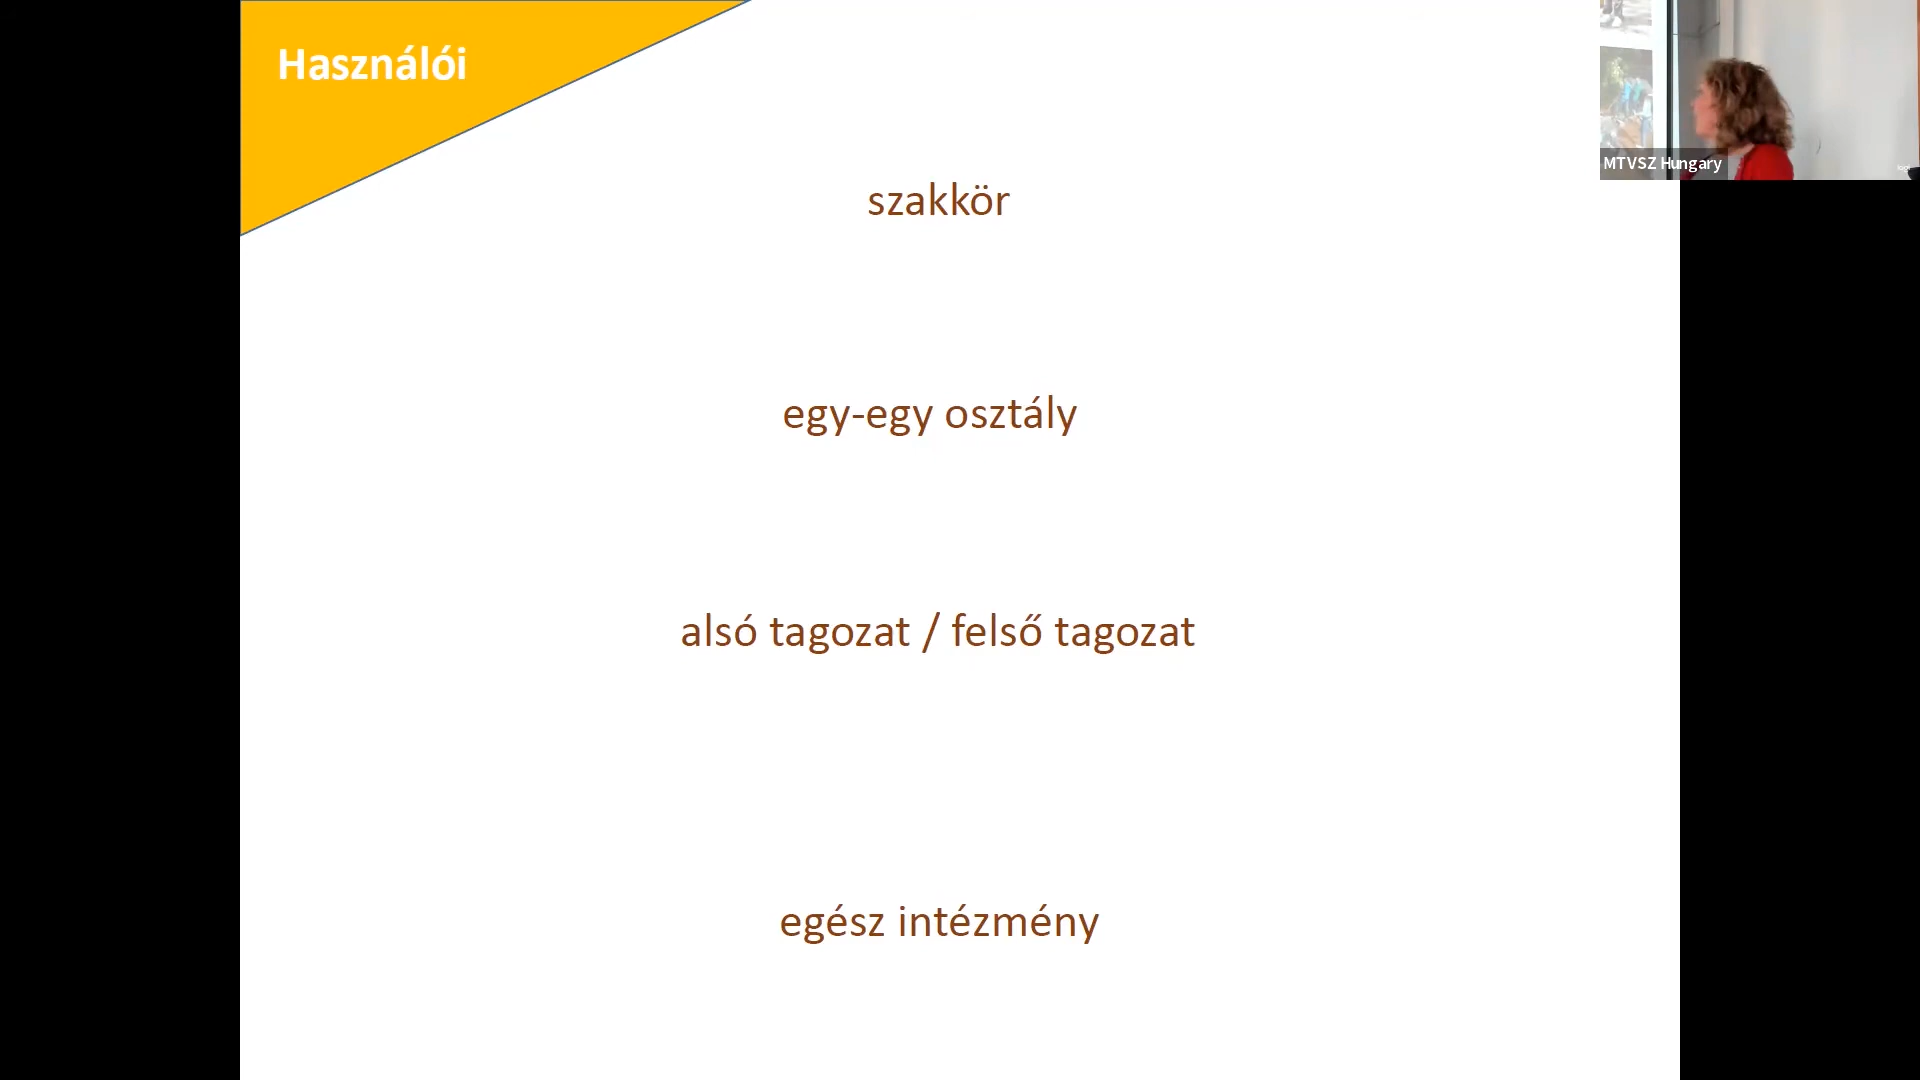 Használói
szakkör
egy-egy osztály
alsó tagozat / felső tagozat
egész intézmény
MTVSZ Hungary